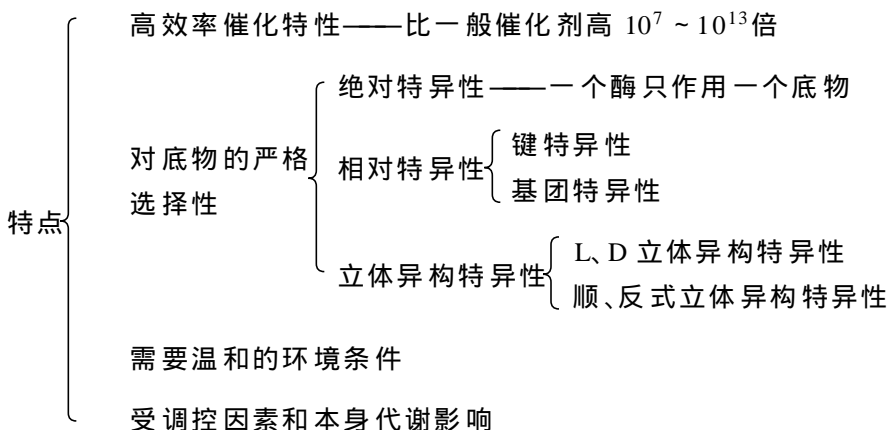 高效率催化特性——比一般催化剂高 10⁷ ~ 10¹³倍
绝对特异性——一个酶只作用一个底物
对底物的严格
选择性
相对特异性
键特异性
基团特异性
特点
立体异构特异性
L、D 立体异构特异性
顺、反式立体异构特异性
需要温和的环境条件
受调控因素和本身代谢影响